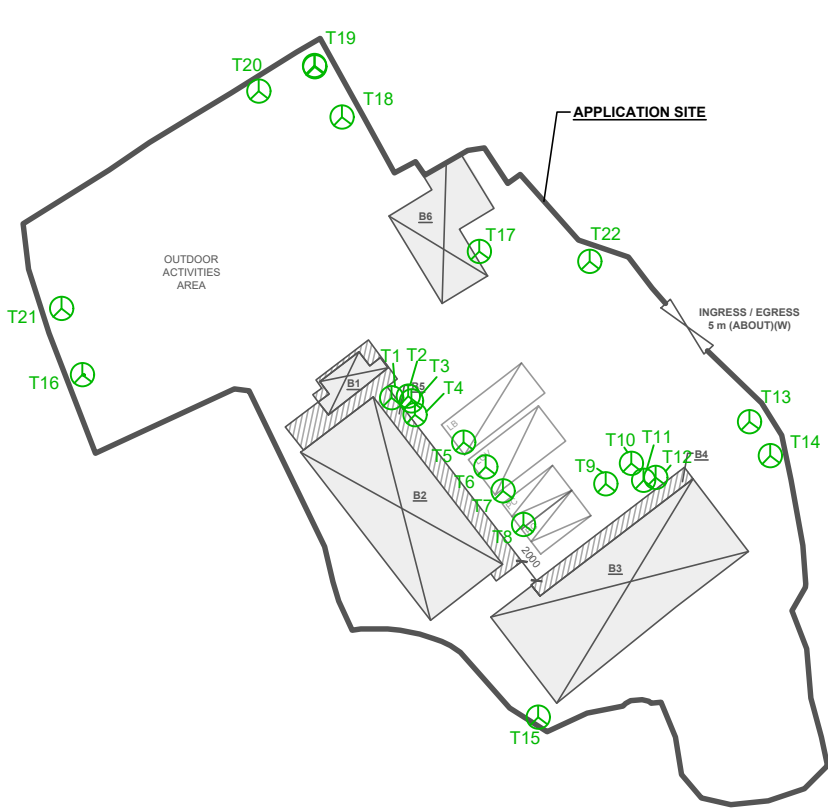 T19
T20
T18
APPLICATION SITE
B6
T17
T22
OUTDOOR
ACTIVITIES
AREA
T21
INGRESS / EGRESS
5 m (ABOUT)(W)
T16
T1
T2
T3
B1
B5
T4
T13
LB
T14
T5
T10
T11
T12
B4
T6
T9
T7
B2
T8
2000
B3
T15